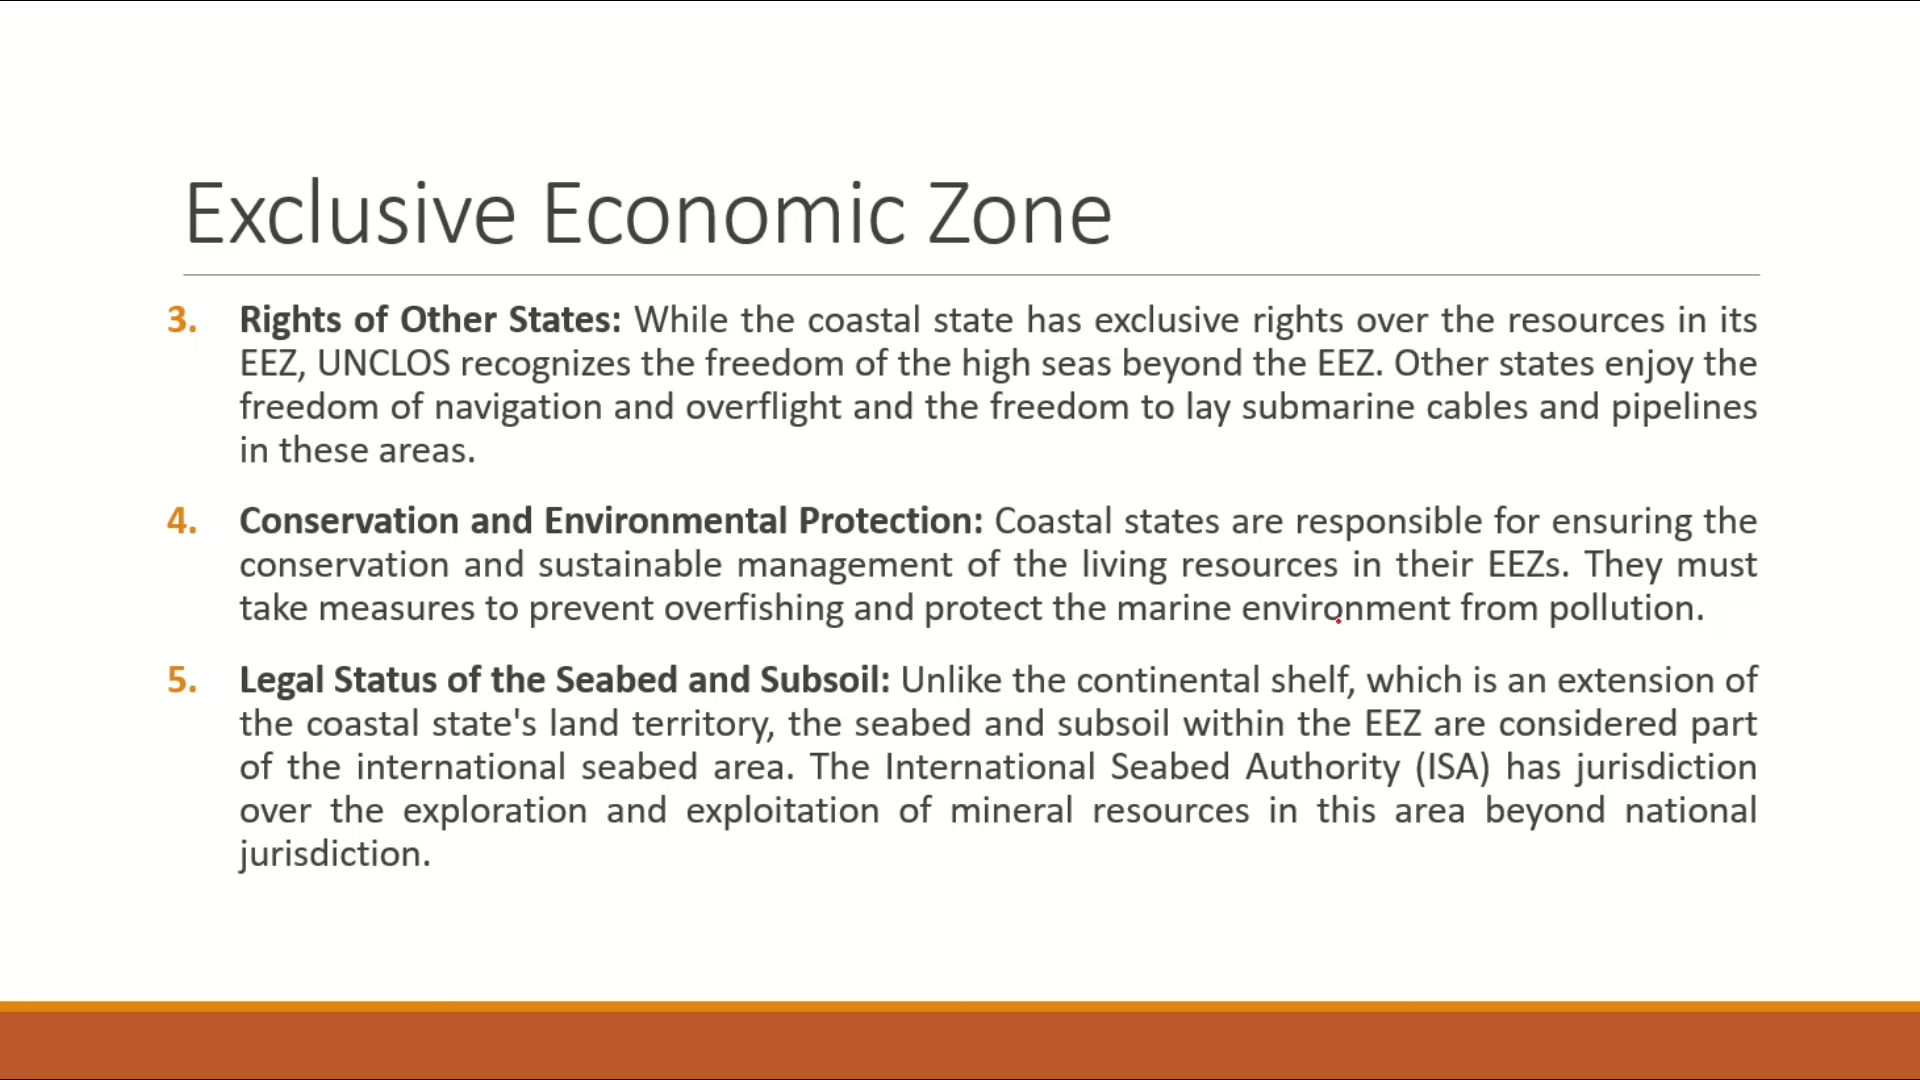 Exclusive Economic Zone
3. Rights of Other States: While the coastal state has exclusive rights over the resources in its
EEZ, UNCLOS recognizes the freedom of the high seas beyond the EEZ. Other states enjoy the
freedom of navigation and overflight and the freedom to lay submarine cables and pipelines
in these areas.
4. Conservation and Environmental Protection: Coastal states are responsible for ensuring the
conservation and sustainable management of the living resources in their EEZs. They must
take measures to prevent overfishing and protect the marine environment from pollution.
5. Legal Status of the Seabed and Subsoil: Unlike the continental shelf, which is an extension of
the coastal state's land territory, the seabed and subsoil within the EEZ are considered part
of the international seabed area. The International Seabed Authority (ISA) has jurisdiction
over the exploration and exploitation of mineral resources in this area beyond national
jurisdiction.